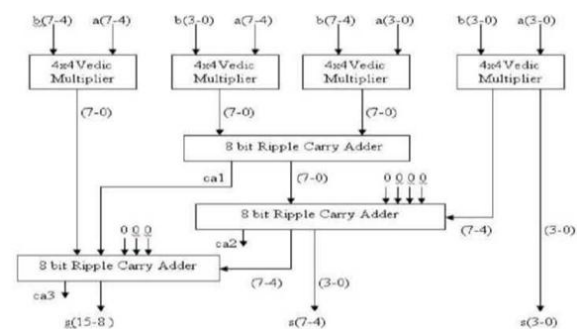 b(7-4) a(7-4) b(3-0) a(7-4) b(7-4) a(3-0) b(3-0) a(3-0)
4x4 Vedic Multiplier
4x4 Vedic Multiplier
4x4 Vedic Multiplier
4x4 Vedic Multiplier
(7-0) (7-0) (7-0)
8 bit Ripple Carry Adder
ca1 (7-0) 0 0 0 0
8 bit Ripple Carry Adder
0 0 0 ca2 (7-4) (3-0)
8 bit Ripple Carry Adder
(7-4) (3-0)
ca3
s(15-8) s(7-4) s(3-0)